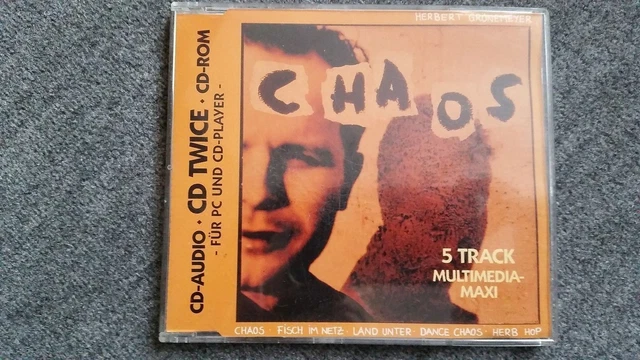 HERBERT GRÖNEMEYER
CHAOS
CD-AUDIO · CD TWICE · CD-ROM
- FÜR PC UND CD-PLAYER -
5 TRACK
MULTIMEDIA-
MAXI
CHAOS · FISCH IM NETZ · LAND UNTER · DANCE CHAOS · HERB HOP